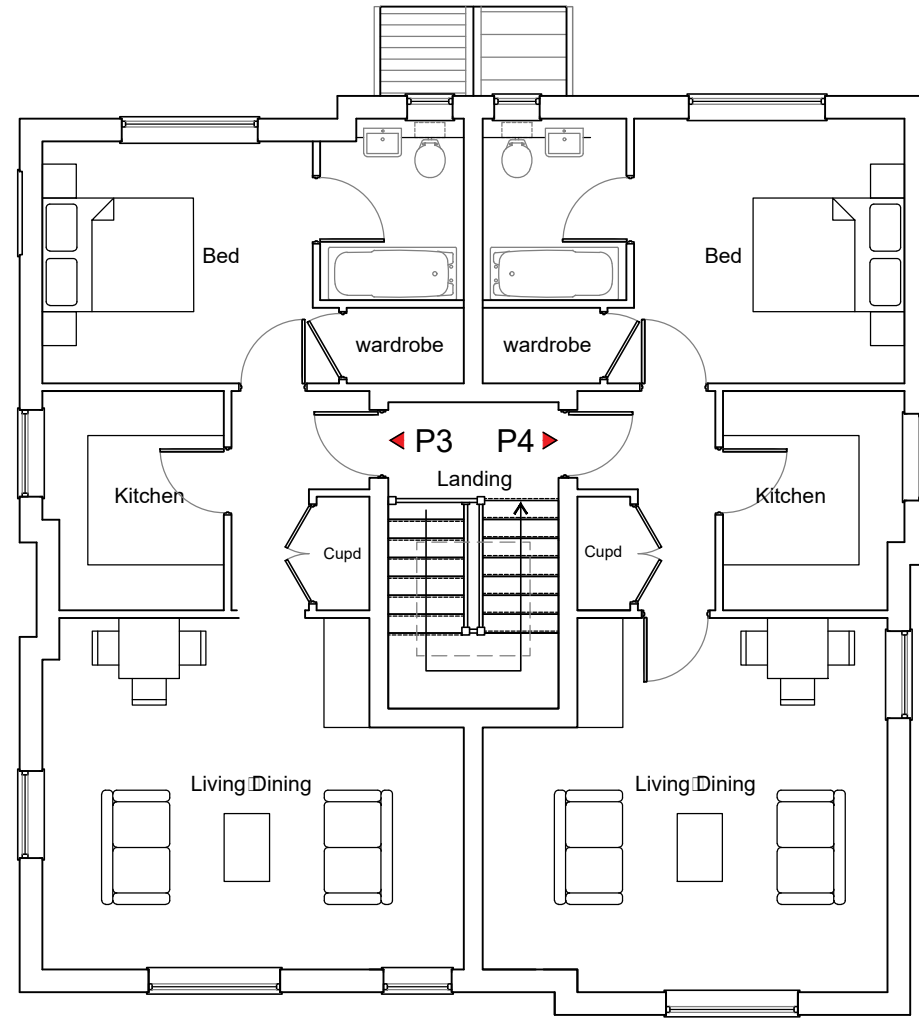 Bed
Bed
wardrobe
wardrobe
P3
P4
Landing
Kitchen
Kitchen
Cupd
Cupd
Living Dining
Living Dining